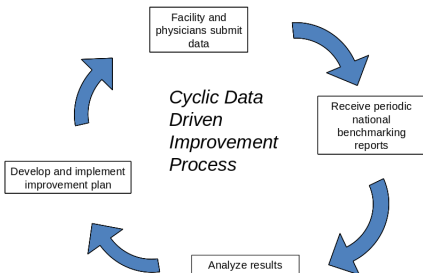 Facility and
physicians submit
data
Cyclic Data
Driven
Improvement
Process
Receive periodic
national
benchmarking
reports
Develop and implement
improvement plan
Analyze results